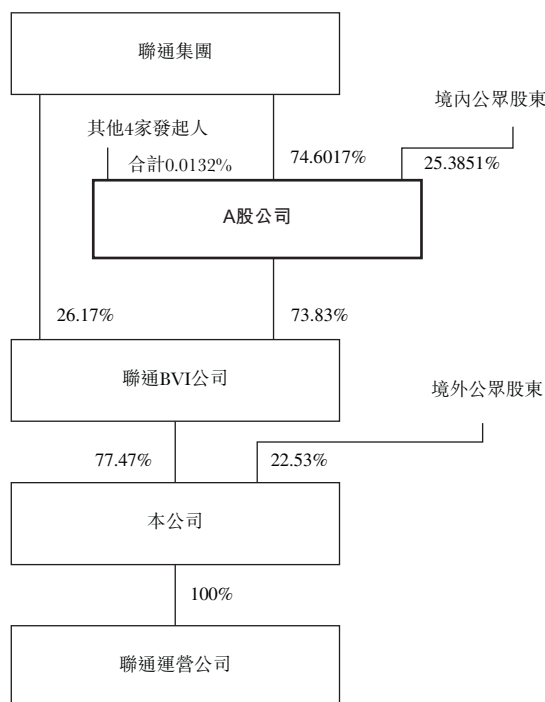 聯通集團
境內公眾股東
其他4家發起人
合計0.0132%
74.6017%
25.3851%
A股公司
26.17%
73.83%
聯通BVI公司
境外公眾股東
77.47%
22.53%
本公司
100%
聯通運營公司